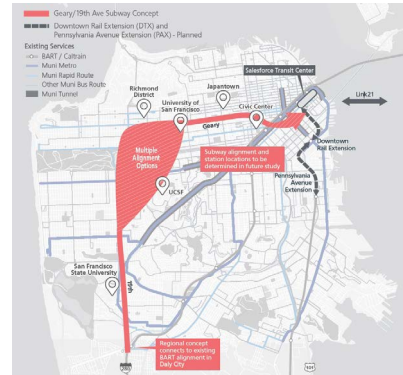 Geary/19th Ave Subway Concept
Downtown Rail Extension (DTX) and
Pennsylvania Avenue Extension (PAX) - Planned
Existing Services
BART / Caltrain
Muni Metro
Muni Rapid Route
Other Muni Bus Route
Muni Tunnel
Salesforce Transit Center
Link21
Richmond
District
Japantown
University of
San Francisco
Civic Center
Geary
Multiple
Alignment
Options
Downtown
Rail Extension
Subway alignment and
station locations to be
determined in future study
Pennsylvania
Avenue
Extension
UCSF
San Francisco
State University
19th
Regional concept
connects to existing
BART alignment in
Daly City
280
101